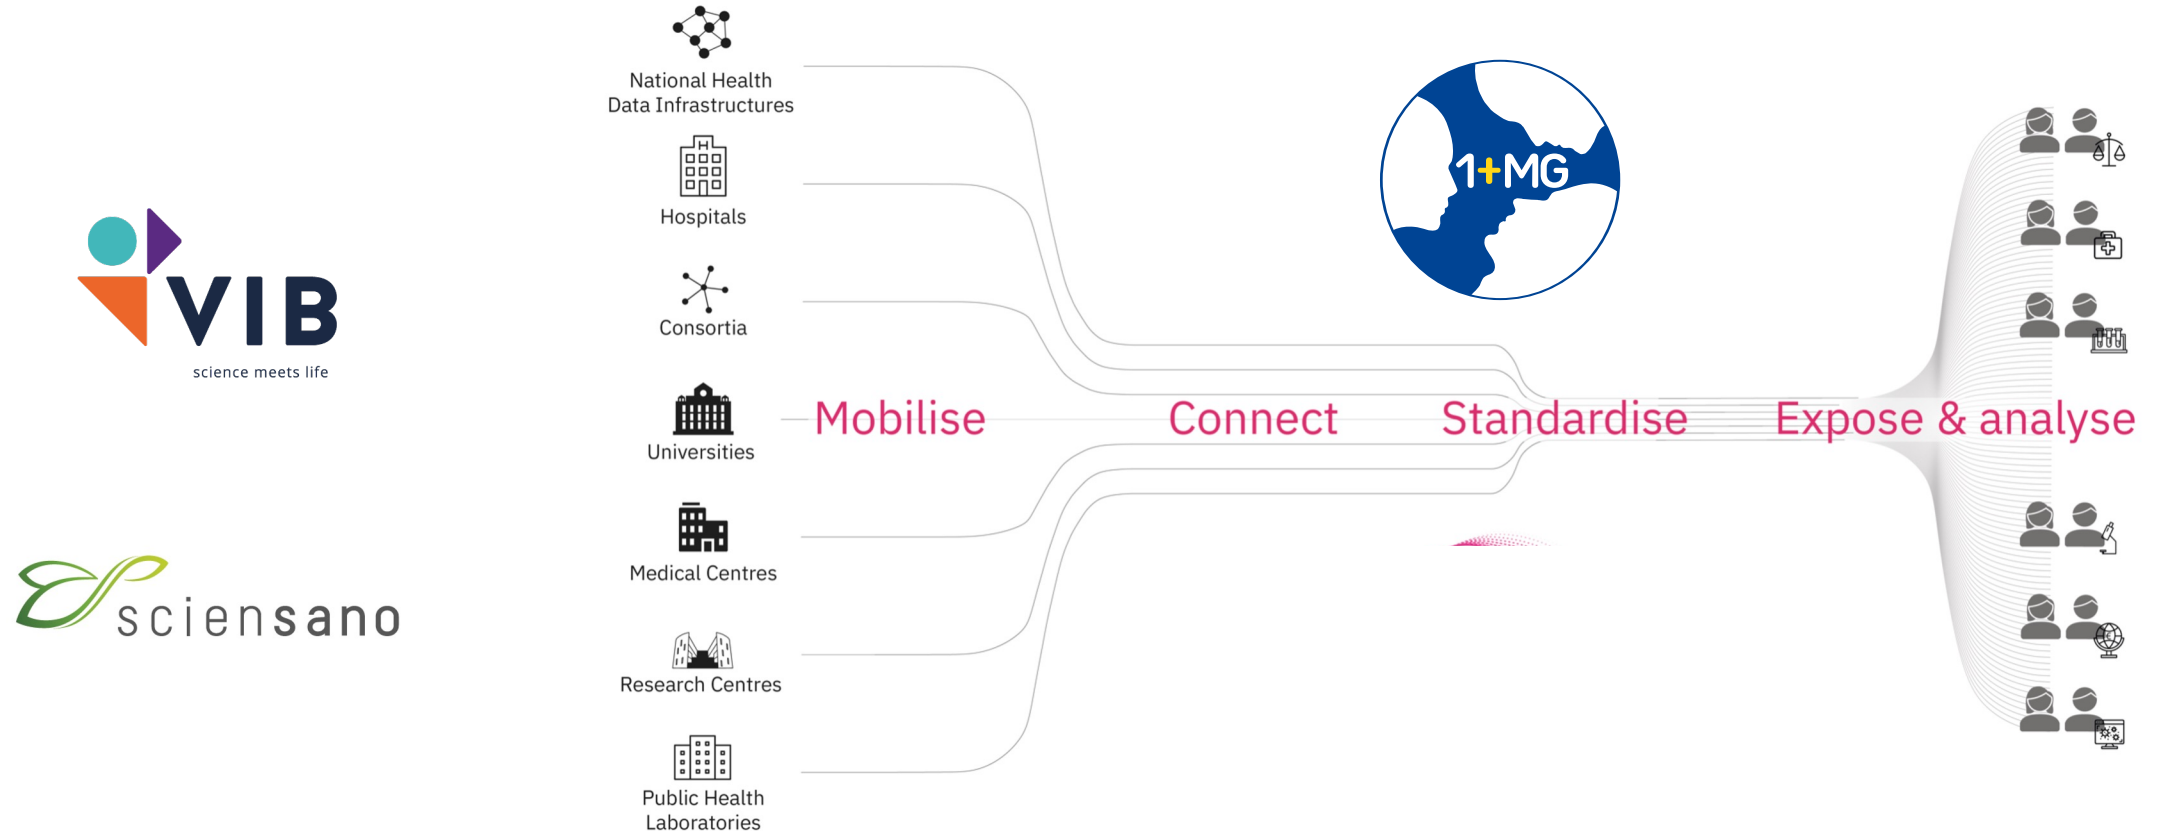 VIB
science meets life
sciensano
National Health
Data Infrastructures
Hospitals
Consortia
Universities
Medical Centres
Research Centres
Public Health
Laboratories
Mobilise
Connect
Standardise
Expose & analyse
1+MG